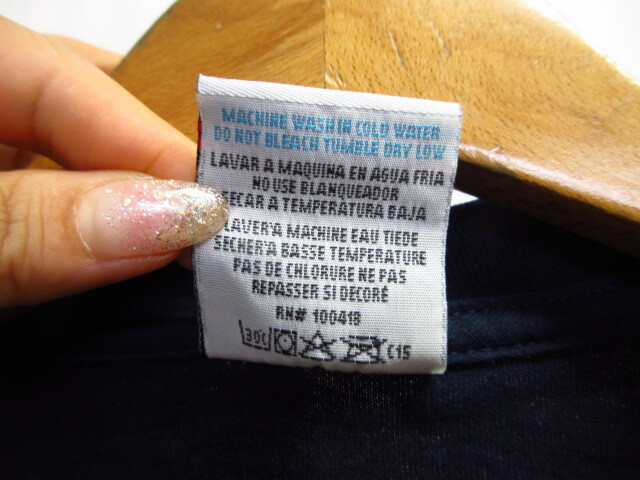 MACHINE WASH IN COLD WATER
DO NOT BLEACH TUMBLE DRY LOW
LAVAR A MAQUINA EN AGUA FRIA
NO USE BLANQUEADOR
SECAR A TEMPERATURA BAJA
LAVER'A MACHINE EAU TIEDE
SECHER'A BASSE TEMPERATURE
PAS DE CHLORURE NE PAS
REPASSER SI DECORÉ
RN# 100418
30C C15